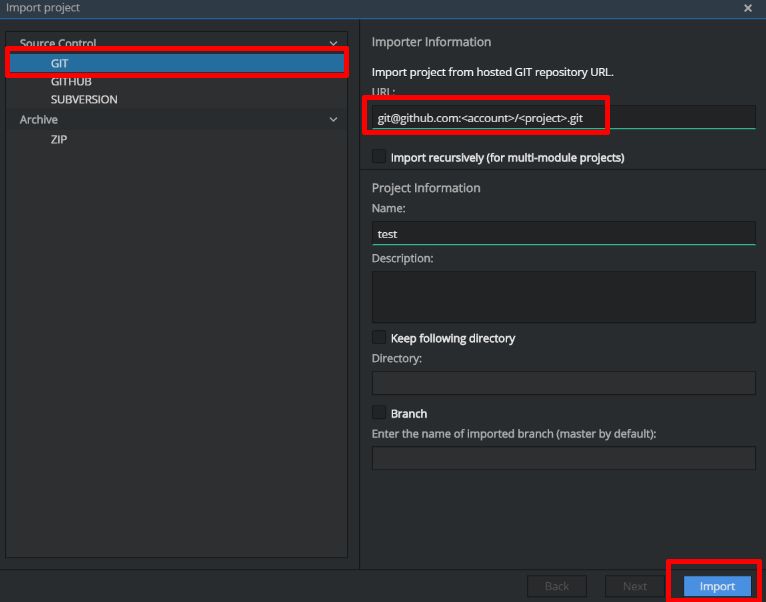 Import project
Source Control
GIT
GITHUB
SUBVERSION
Archive
ZIP
Importer Information
Import project from hosted GIT repository URL.
URL:
git@github.com:<account>/<project>.git
Import recursively (for multi-module projects)
Project Information
Name:
test
Description:
Keep following directory
Directory:
Branch
Enter the name of imported branch (master by default):
Back
Next
Import